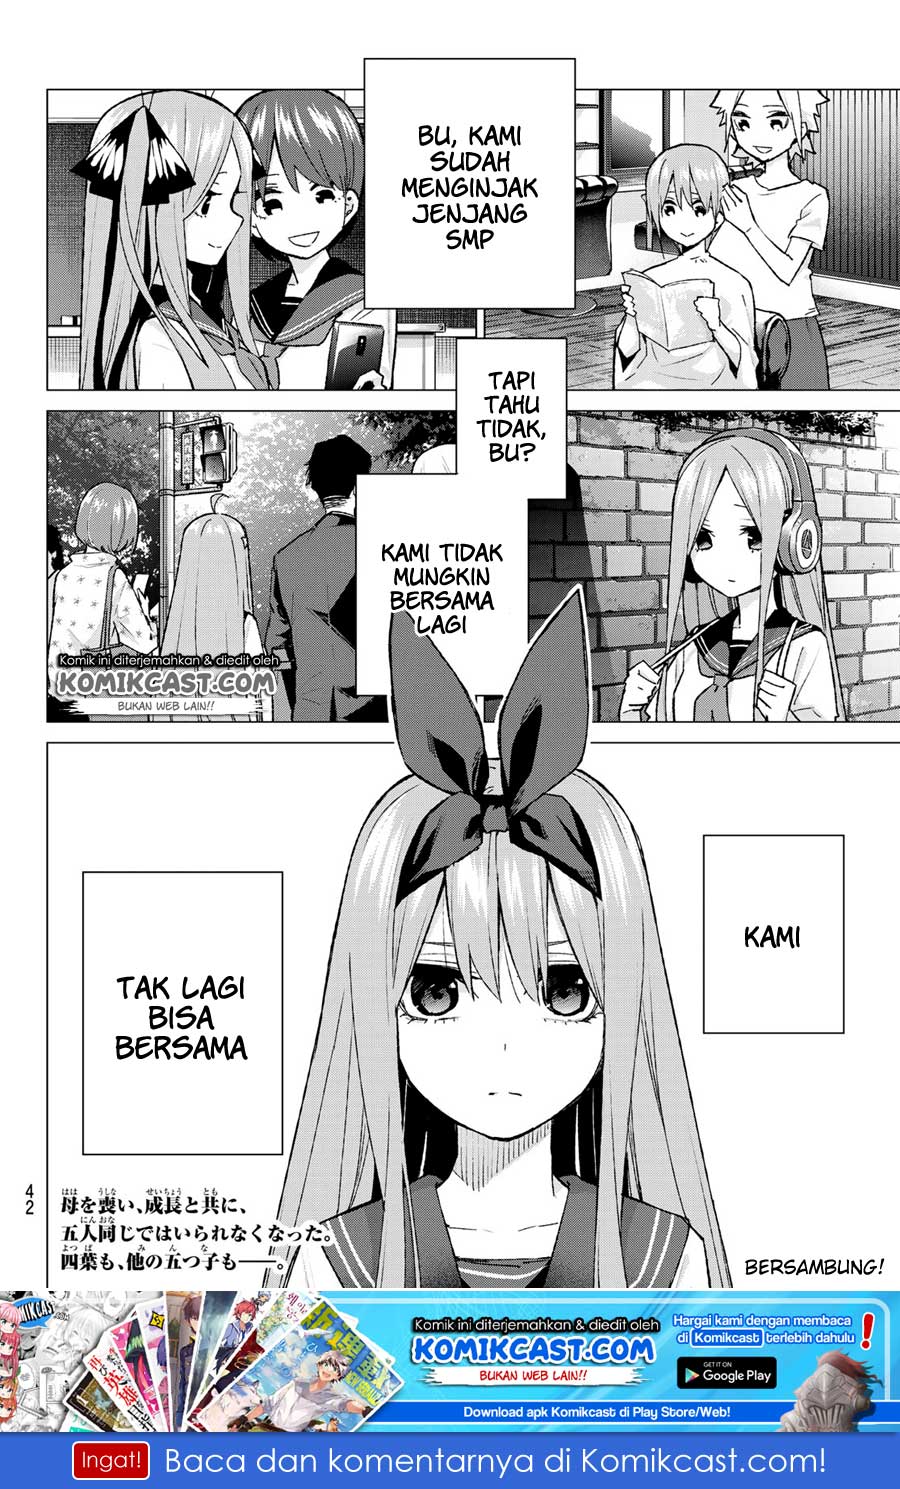 BU, KAMI
SUDAH
MENGINJAK
JENJANG
SMP
TAPI
TAHU
TIDAK,
BU?
KAMI TIDAK
MUNGKIN
BERSAMA
LAGI
Komik ini diterjemahkan & diedit oleh
KOMIKCAST.COM
BUKAN WEB LAIN!!
KAMI
TAK LAGI
BISA
BERSAMA
42
母を喪い、成長と共に、
五人同じではいられなくなった。
四葉も、他の五つ子も――。
BERSAMBUNG!
Komik ini diterjemahkan & diedit oleh
KOMIKCAST.COM
BUKAN WEB LAIN!!
Hargai kami dengan membaca
di Komikcast terlebih dahulu !
GET IT ON
Google Play
Download apk Komikcast di Play Store/Web!
Ingat! Baca dan komentarnya di Komikcast.com!